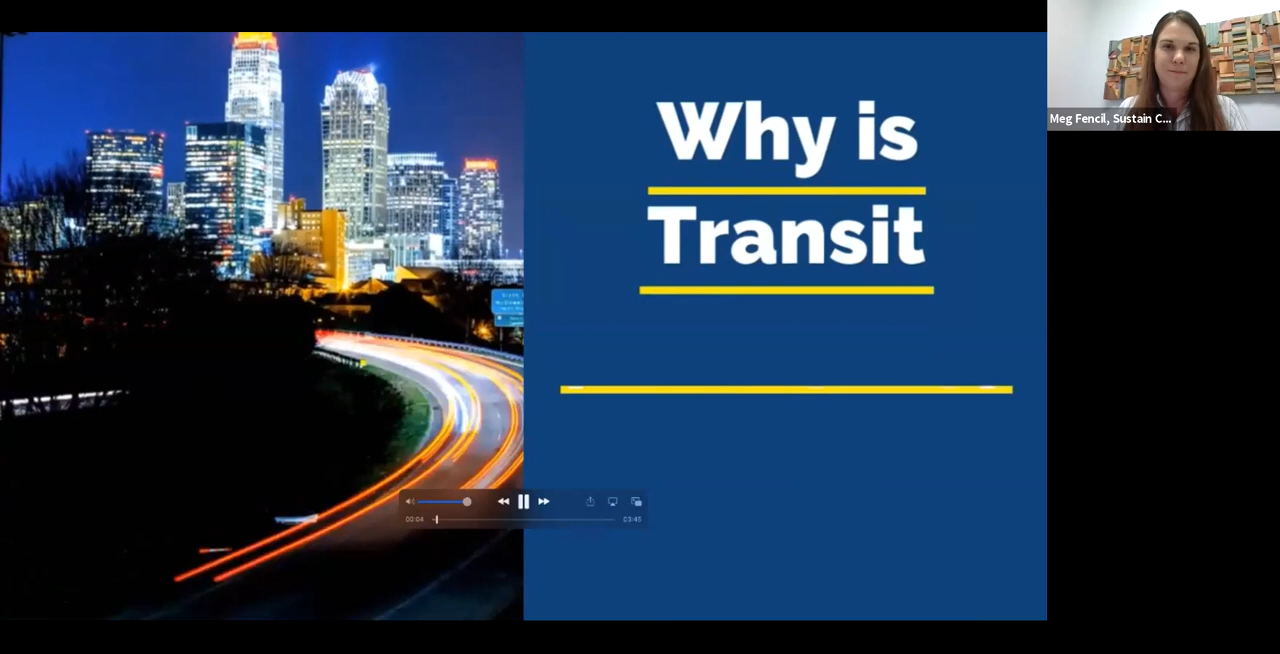 Why is
Transit
Meg Fencil, Sustain C...
00:04
03:45